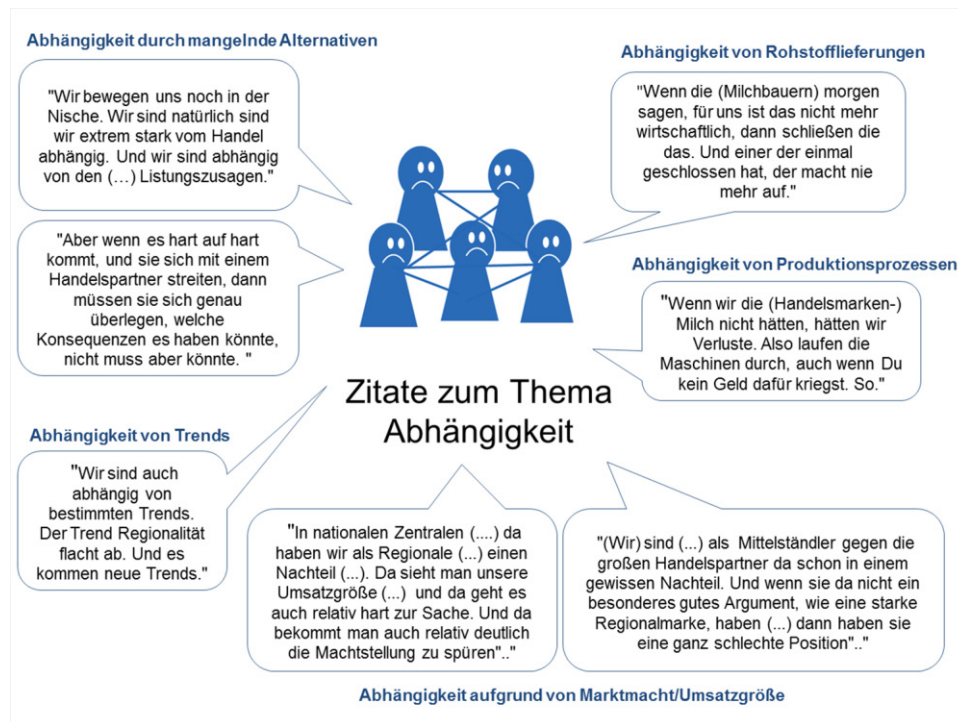 Abhängigkeit durch mangelnde Alternativen
"Wir bewegen uns noch in der
Nische. Wir sind natürlich sind
wir extrem stark vom Handel
abhängig. Und wir sind abhängig
von den (…) Listungszusagen."
"Aber wenn es hart auf hart
kommt, und sie sich mit einem
Handelspartner streiten, dann
müssen sie sich genau
überlegen, welche
Konsequenzen es haben könnte,
nicht muss aber könnte. "
Abhängigkeit von Rohstofflieferungen
"Wenn die (Milchbauern) morgen
sagen, für uns ist das nicht mehr
wirtschaftlich, dann schließen die
das. Und einer der einmal
geschlossen hat, der macht nie
mehr auf."
Abhängigkeit von Produktionsprozessen
"Wenn wir die (Handelsmarken-)
Milch nicht hätten, hätten wir
Verluste. Also laufen die
Maschinen durch, auch wenn Du
kein Geld dafür kriegst. So."
Zitate zum Thema
Abhängigkeit
Abhängigkeit von Trends
"Wir sind auch
abhängig von
bestimmten Trends.
Der Trend Regionalität
flacht ab. Und es
kommen neue Trends."
"In nationalen Zentralen (....) da
haben wir als Regionale (...) einen
Nachteil (...). Da sieht man unsere
Umsatzgröße (...) und da geht es
auch relativ hart zur Sache. Und da
bekommt man auch relativ deutlich
die Machtstellung zu spüren".."
"(Wir) sind (...) als Mittelständler gegen die
großen Handelspartner da schon in einem
gewissen Nachteil. Und wenn sie da nicht ein
besonderes gutes Argument, wie eine starke
Regionalmarke, haben (...) dann haben sie
eine ganz schlechte Position".."
Abhängigkeit aufgrund von Marktmacht/Umsatzgröße